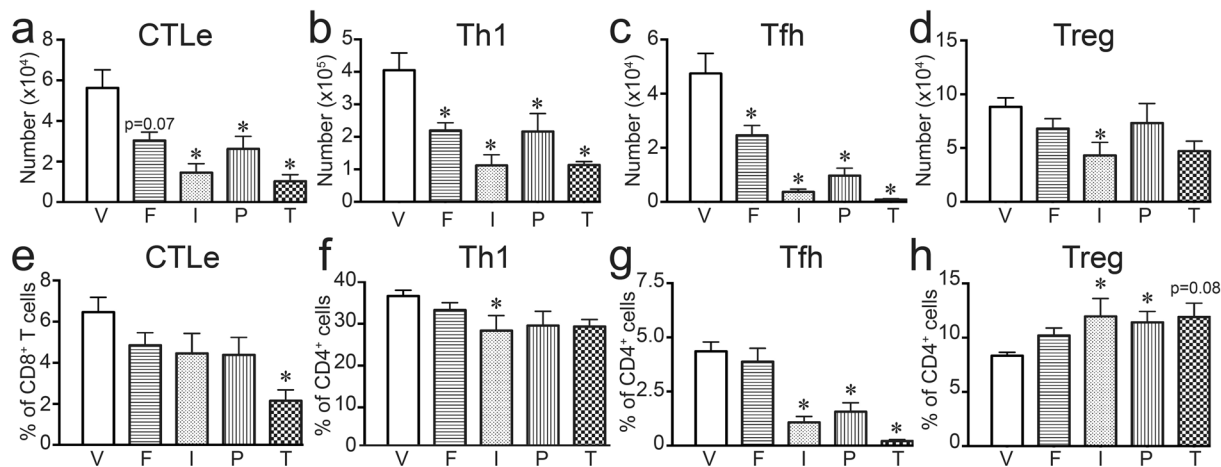 a CTLe
Number (x10⁴)
8
6
4
2
0
p=0.07
*
*
*
V F I P T
b Th1
Number (x10⁵)
5
4
3
2
1
0
*
*
*
*
V F I P T
c Tfh
Number (x10⁴)
6
4
2
0
*
*
*
*
V F I P T
d Treg
Number (x10⁴)
15
10
5
0
*
V F I P T
e CTLe
% of CD8⁺ T cells
8
6
4
2
0
*
V F I P T
f Th1
% of CD4⁺ cells
40
30
20
10
0
*
V F I P T
g Tfh
% of CD4⁺ cells
7.5
5.0
2.5
0
*
*
*
V F I P T
h Treg
% of CD4⁺ cells
15
10
5
0
*
*
p=0.08
V F I P T